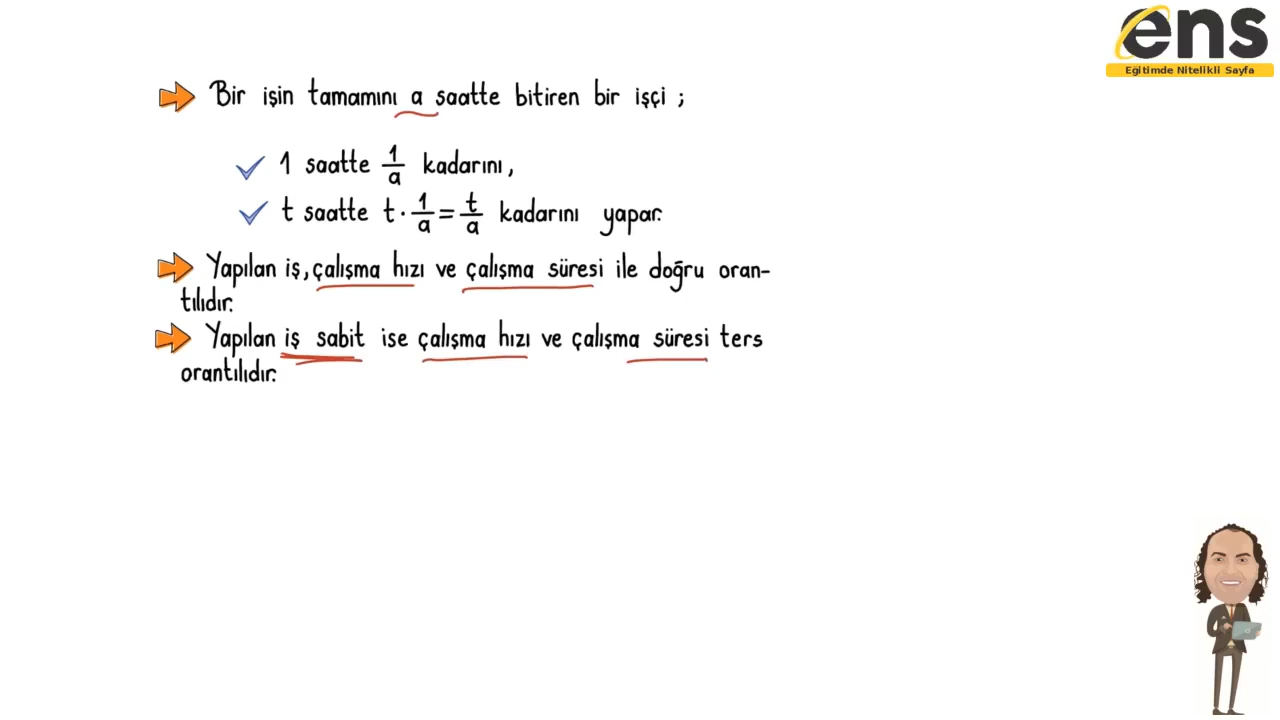 ens
Eğitimde Nitelikli Sayfa
Bir işin tamamını a saatte bitiren bir işçi ;
1 saatte 1/a kadarını,
t saatte t·1/a=t/a kadarını yapar.
Yapılan iş, çalışma hızı ve çalışma süresi ile doğru oran-
tılıdır.
Yapılan iş sabit ise çalışma hızı ve çalışma süresi ters
orantılıdır.